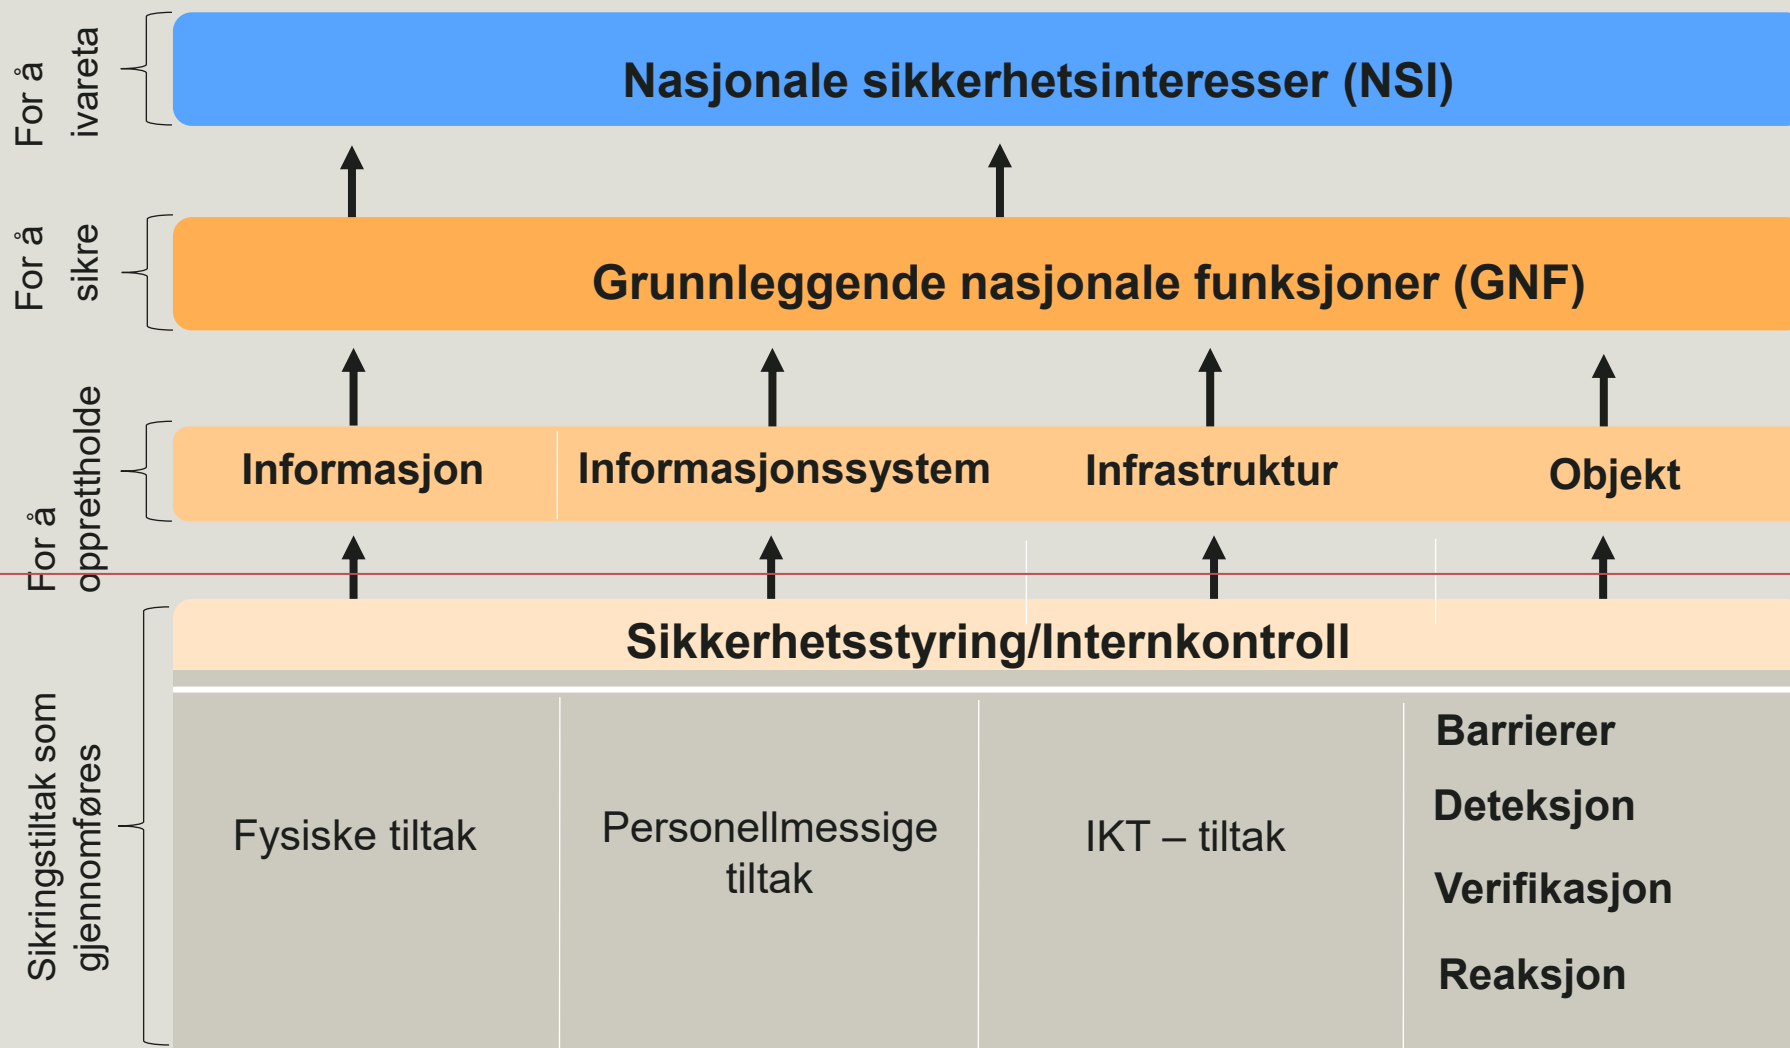 For å
ivareta
Nasjonale sikkerhetsinteresser (NSI)
For å
sikre
Grunnleggende nasjonale funksjoner (GNF)
For å
opprettholde
Informasjon
Informasjonssystem
Infrastruktur
Objekt
Sikringstiltak som
gjennomføres
Sikkerhetsstyring/Internkontroll
Fysiske tiltak
Personellmessige
tiltak
IKT – tiltak
Barrierer
Deteksjon
Verifikasjon
Reaksjon